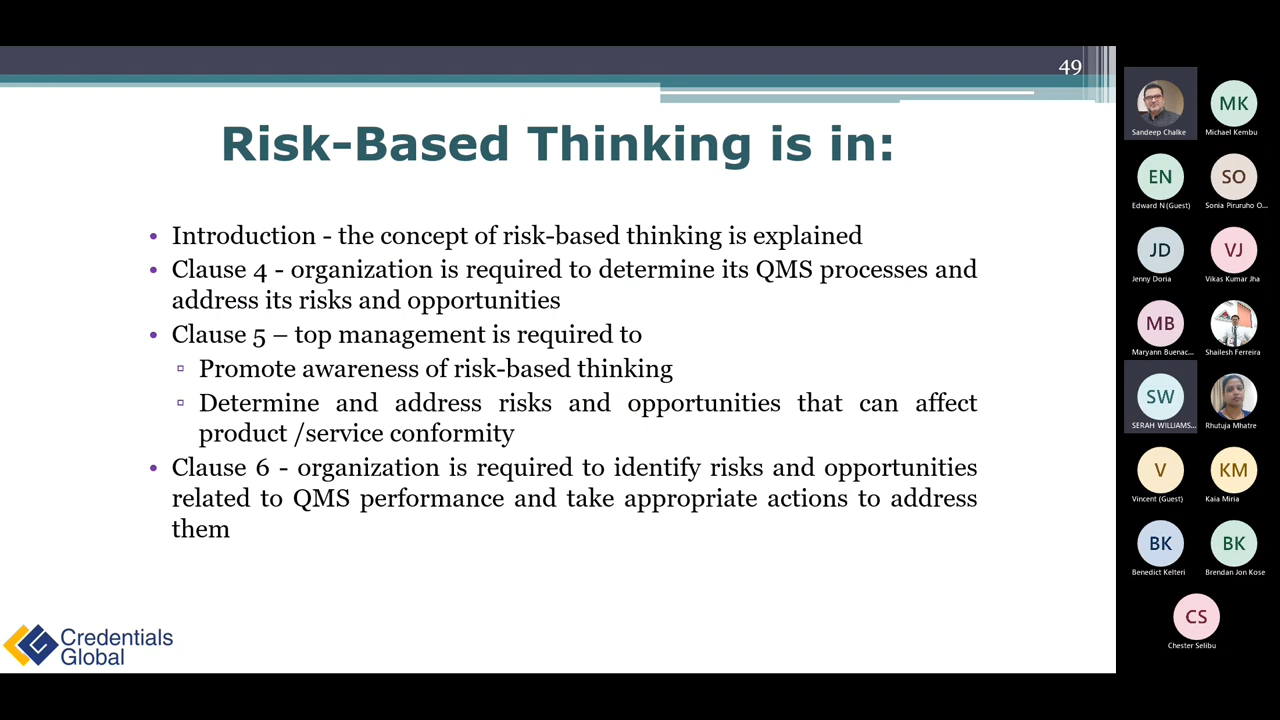 49
Risk-Based Thinking is in:
• Introduction - the concept of risk-based thinking is explained
• Clause 4 - organization is required to determine its QMS processes and
address its risks and opportunities
• Clause 5 – top management is required to
▫ Promote awareness of risk-based thinking
▫ Determine and address risks and opportunities that can affect
product /service conformity
• Clause 6 - organization is required to identify risks and opportunities
related to QMS performance and take appropriate actions to address
them
Credentials
Global
Sandeep Chalke
MK
Michael Kembu
EN
Edward N (Guest)
SO
Sonia Piruruho O...
JD
Jenny Doria
VJ
Vikas Kumar Jha
MB
Maryann Buenac...
Shailesh Ferreira
SW
SERAH WILLIAMS...
Rhutuja Mhatre
V
Vincent (Guest)
KM
Kaia Miria
BK
Benedict Kelteri
BK
Brendan Jon Kose
CS
Chester Selibu